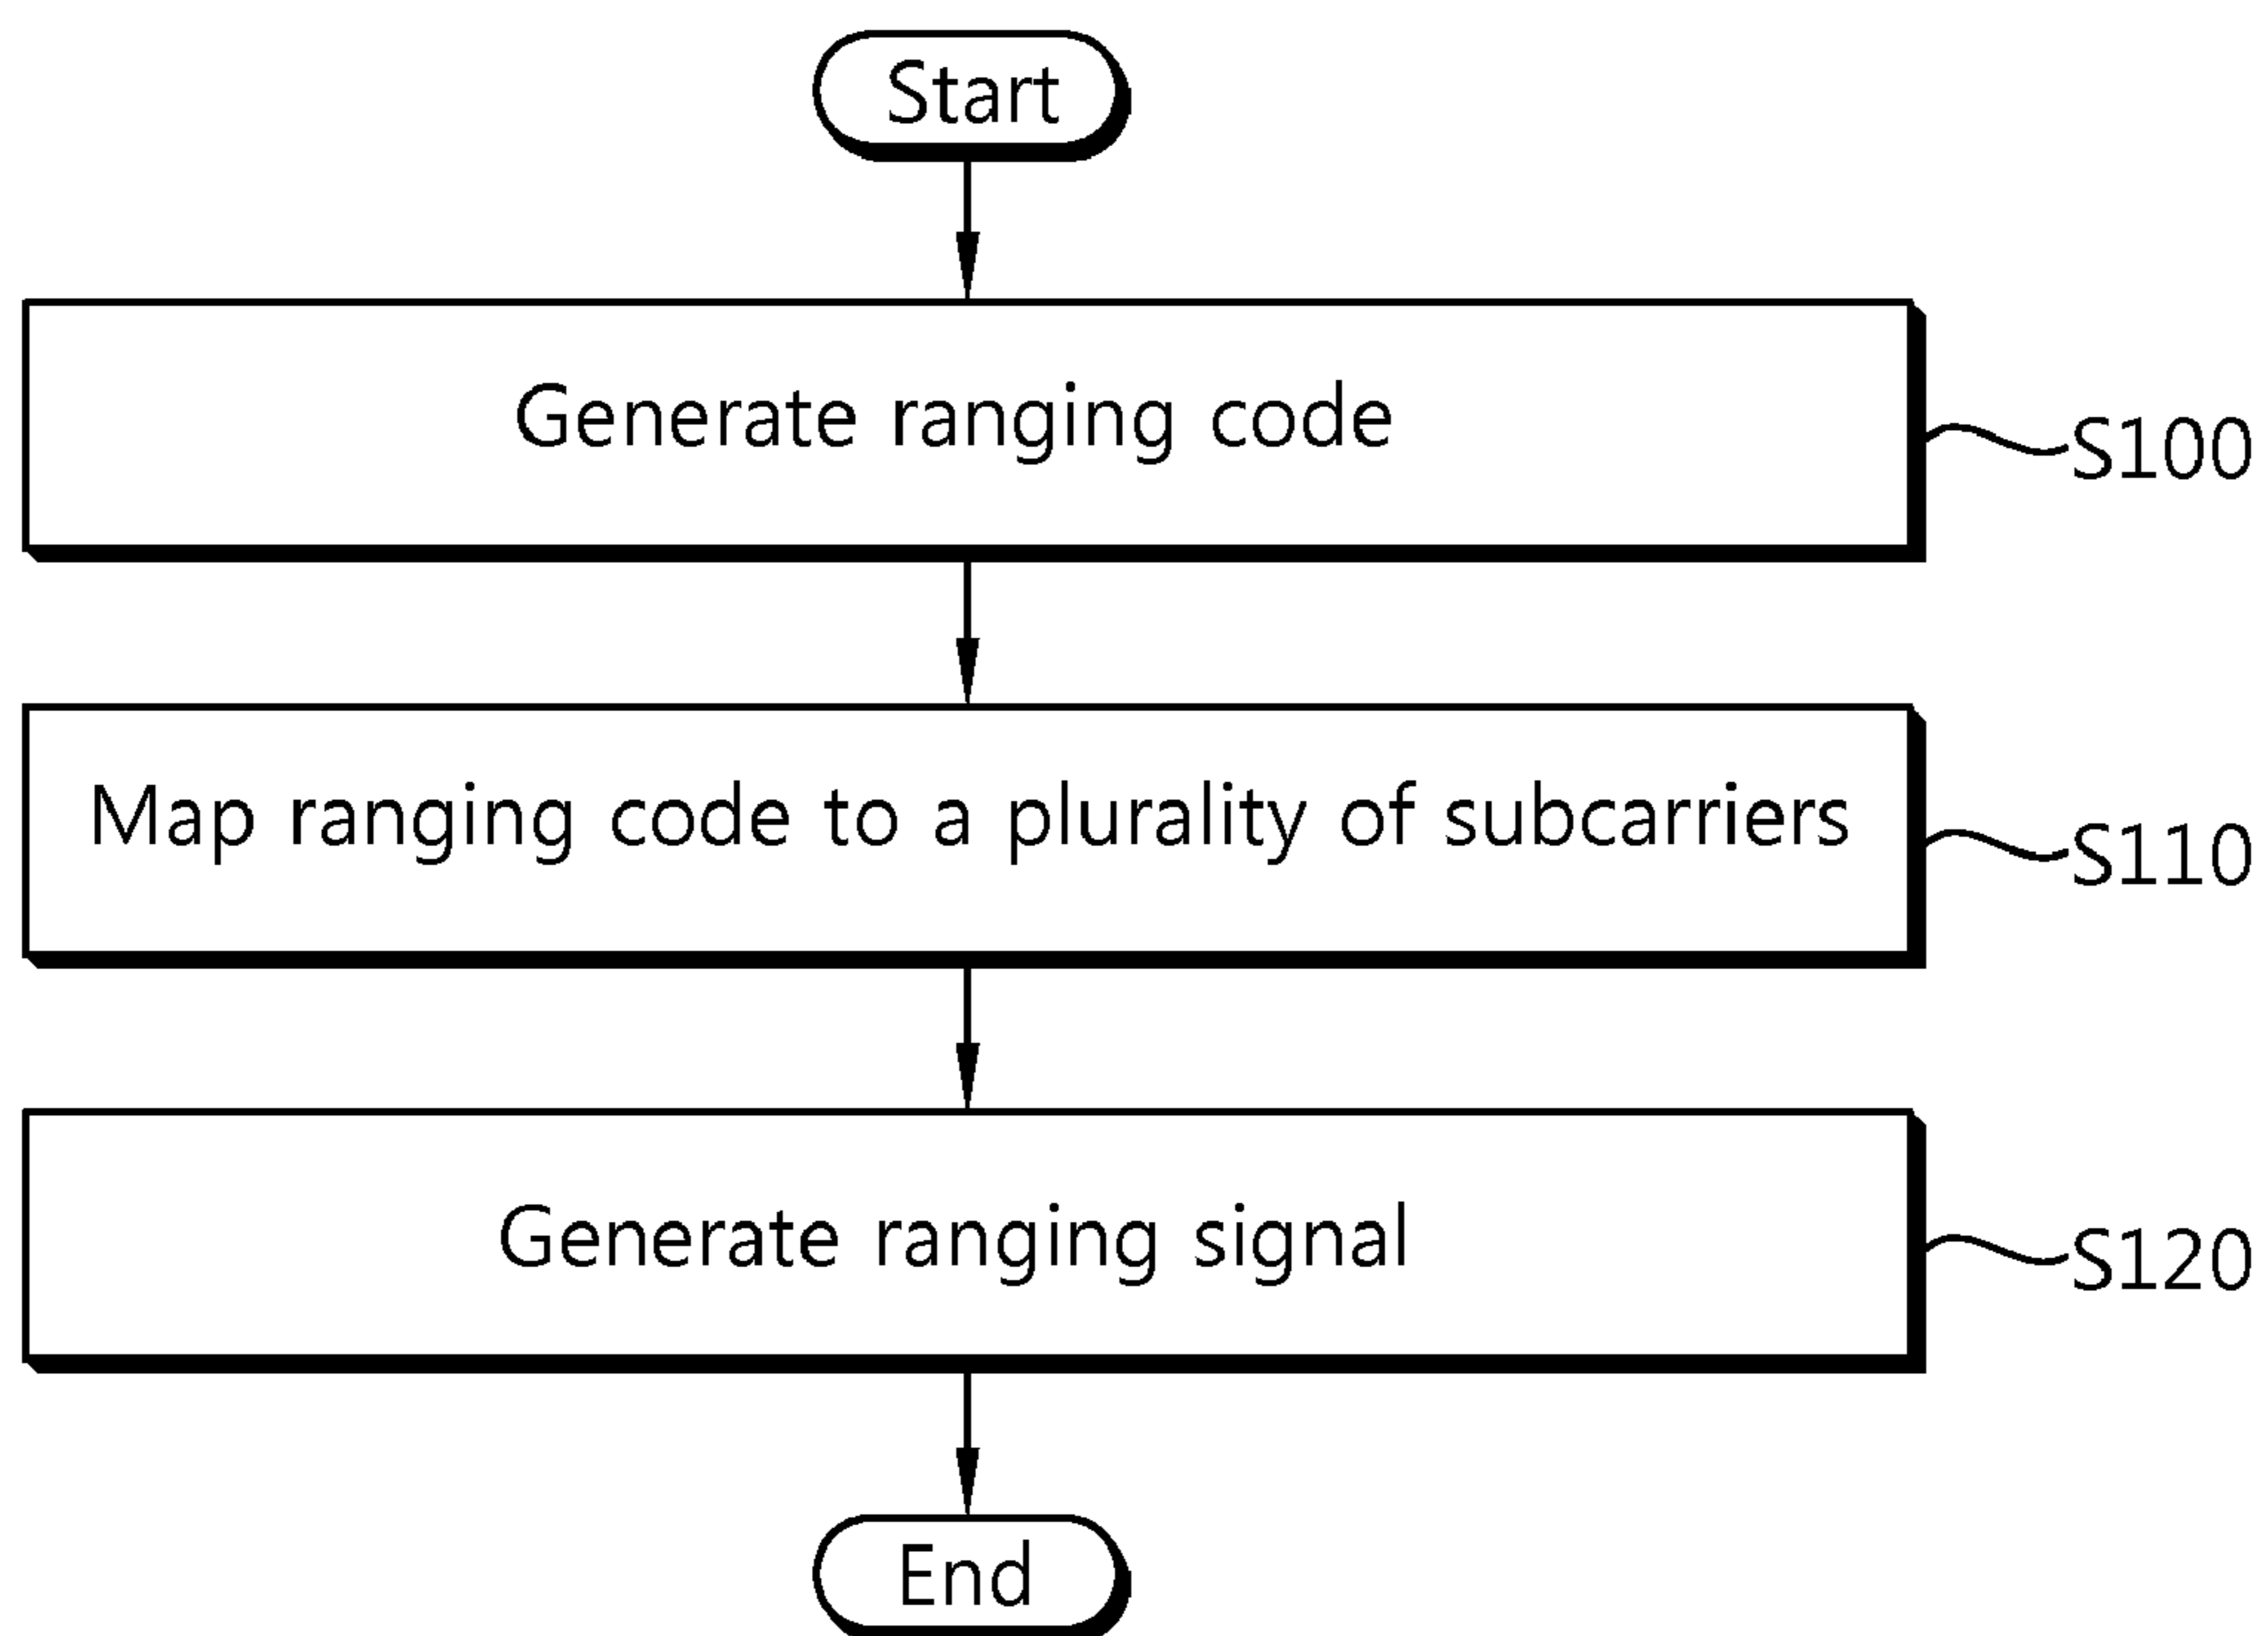 Start
Generate ranging code
S100
Map ranging code to a plurality of subcarriers
S110
Generate ranging signal
S120
End